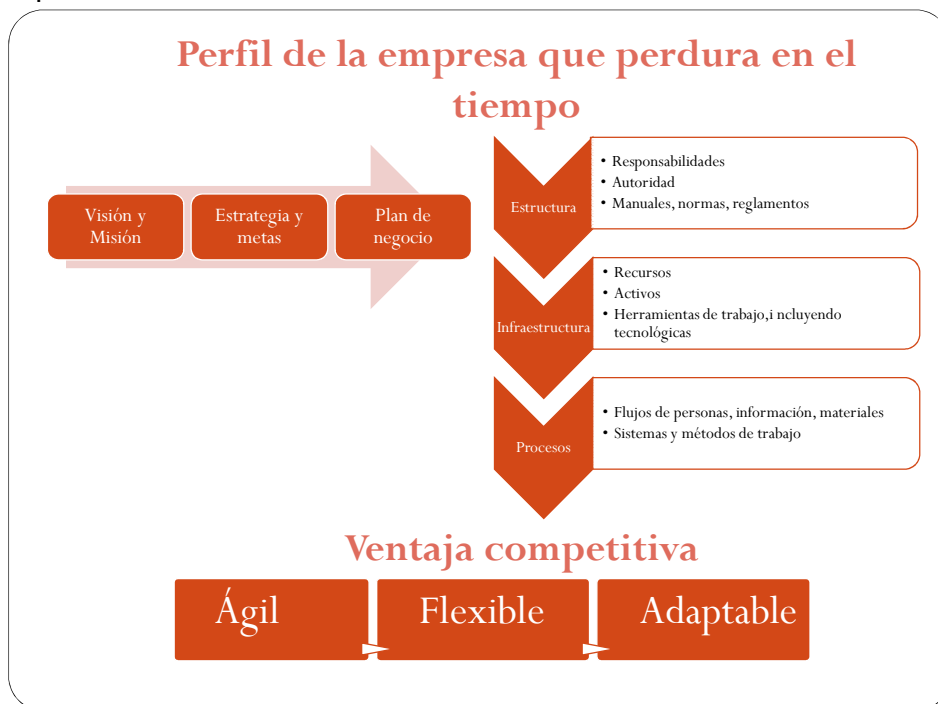 Perfil de la empresa que perdura en el
tiempo
Visión y
Misión
Estrategia y
metas
Plan de
negocio
Estructura
• Responsabilidades
• Autoridad
• Manuales, normas, reglamentos
Infraestructura
• Recursos
• Activos
• Herramientas de trabajo,i ncluyendo
tecnológicas
Procesos
• Flujos de personas, información, materiales
• Sistemas y métodos de trabajo
Ventaja competitiva
Ágil
Flexible
Adaptable